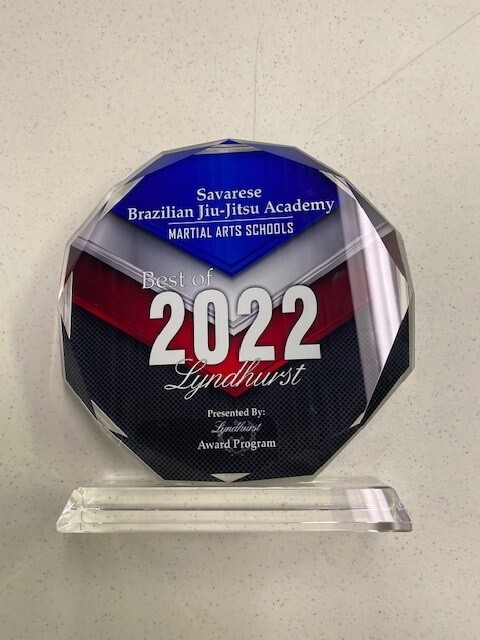 Savarese
Brazilian Jiu-Jitsu Academy
MARTIAL ARTS SCHOOLS
Best of
2022
Lyndhurst
Presented By:
Lyndhurst
Award Program